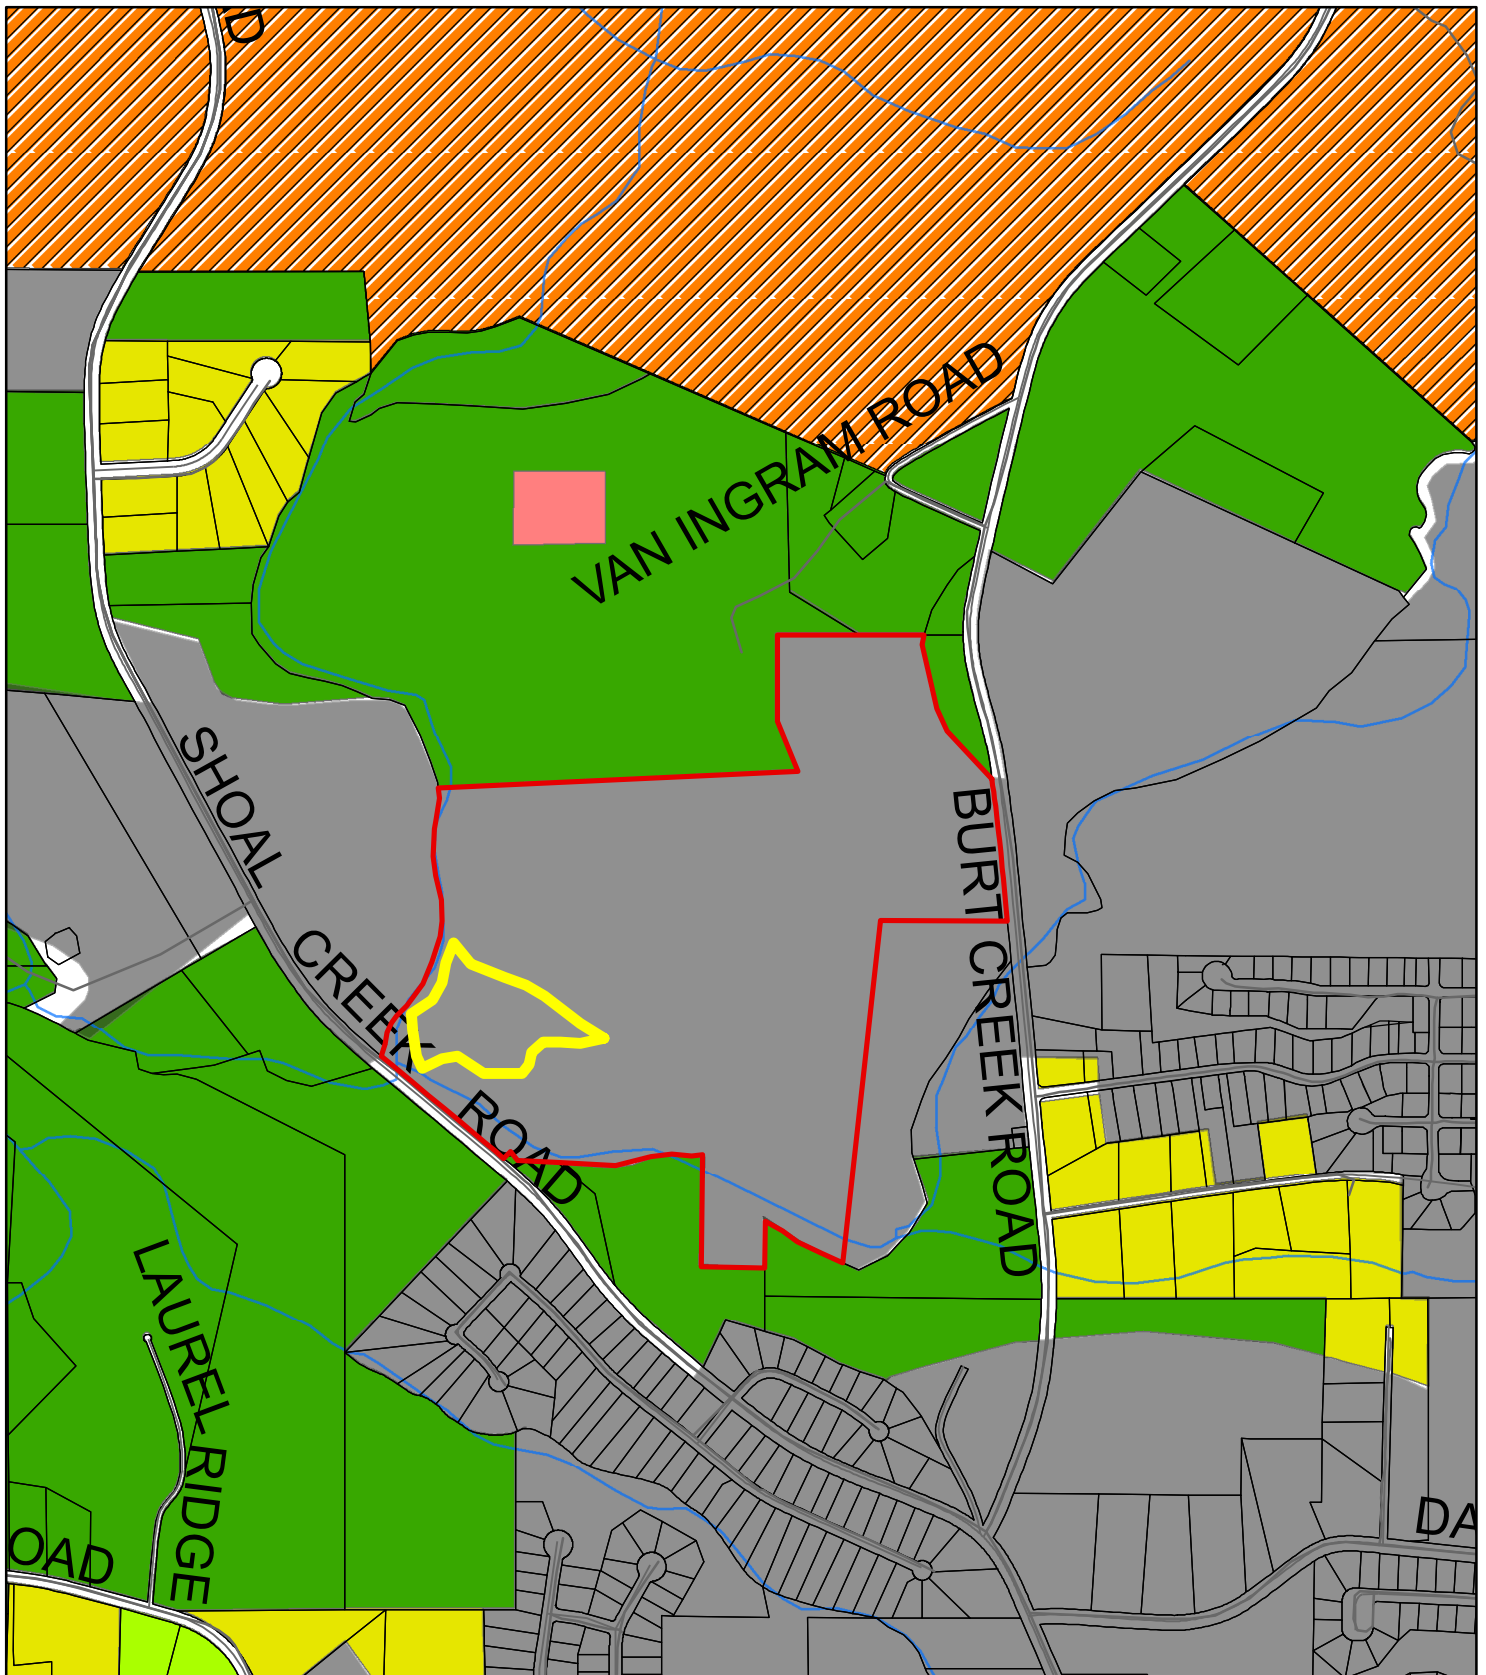 D
VAN INGRAM ROAD
SHOAL CREEK ROAD
BURT CREEK ROAD
LAUREL RIDGE
OAD
DA